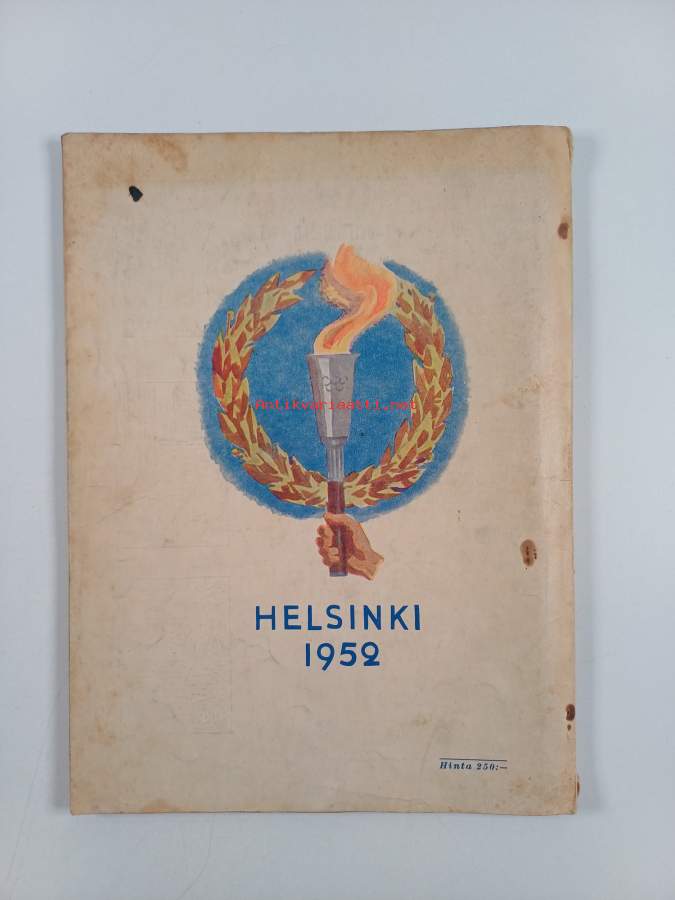 Antikvariaatti.net
HELSINKI
1952
Hinta 250:—